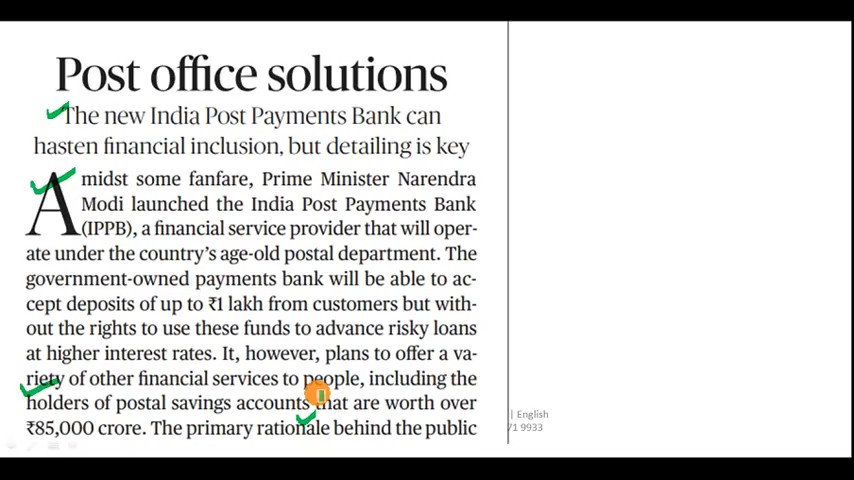 Post office solutions
The new India Post Payments Bank can
hasten financial inclusion, but detailing is key
Amidst some fanfare, Prime Minister Narendra
Modi launched the India Post Payments Bank
(IPPB), a financial service provider that will oper-
ate under the country's age-old postal department. The
government-owned payments bank will be able to ac-
cept deposits of up to ₹1 lakh from customers but with-
out the rights to use these funds to advance risky loans
at higher interest rates. It, however, plans to offer a va-
riety of other financial services to people, including the
holders of postal savings accounts that are worth over
₹85,000 crore. The primary rationale behind the public
| English
71 9933